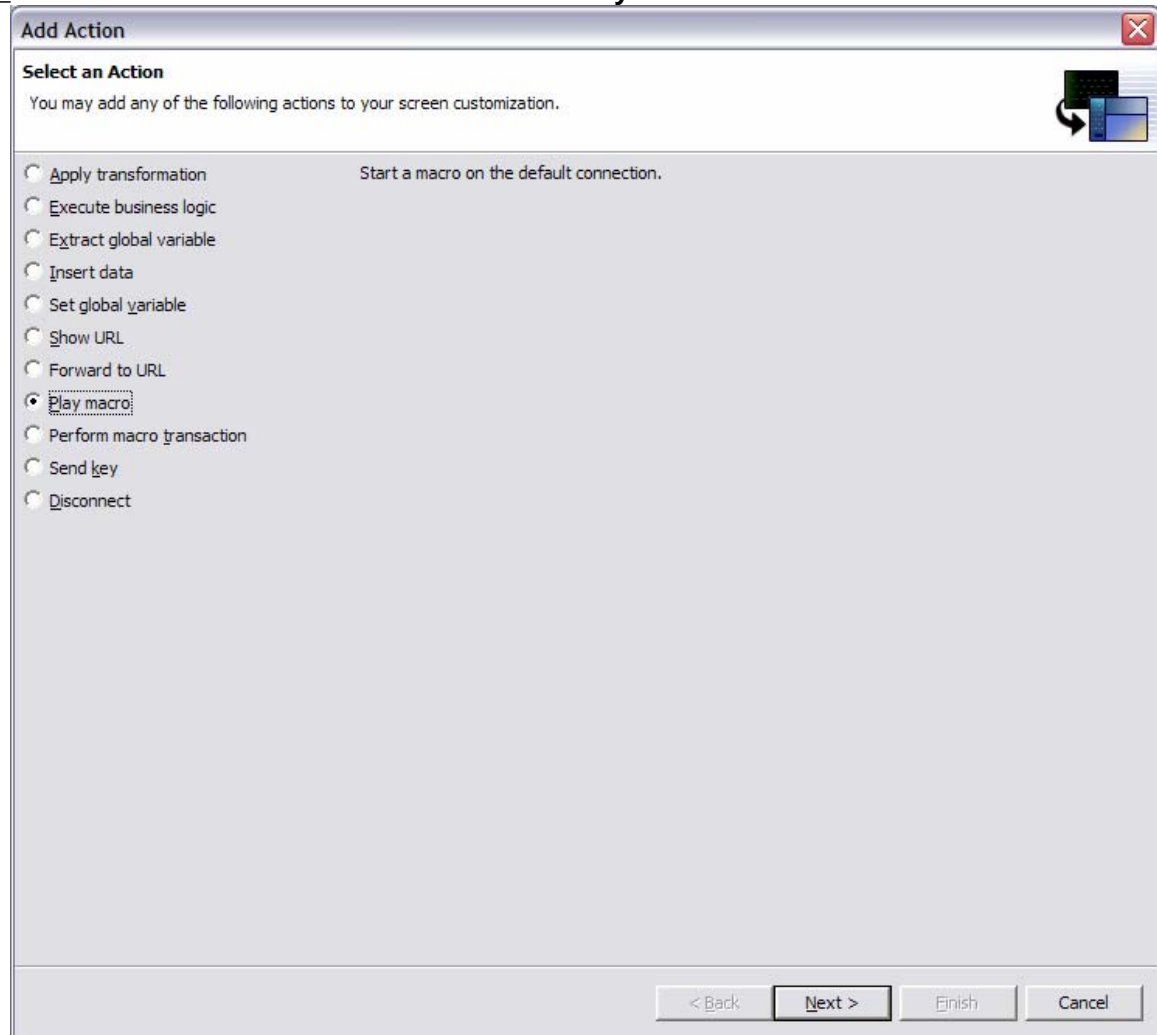 Add Action
Select an Action
You may add any of the following actions to your screen customization.
Apply transformation
Start a macro on the default connection.
Execute business logic
Extract global variable
Insert data
Set global variable
Show URL
Forward to URL
Play macro
Perform macro transaction
Send key
Disconnect
< Back
Next >
Finish
Cancel